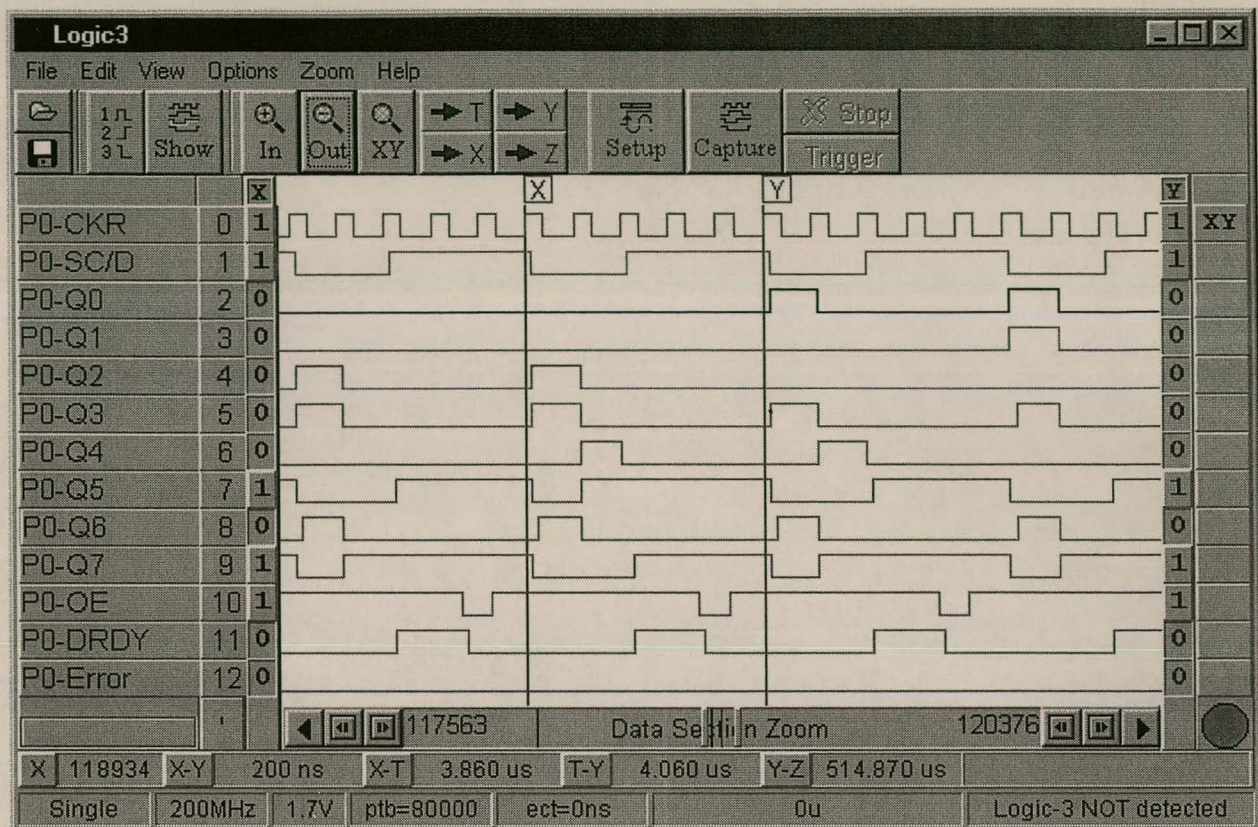 Logic3
File Edit View Options Zoom Help
1
2
3
Show
In
Out
XY
T
Y
X
Z
Setup
Capture
Stop
Trigger
X
X
Y
Y
P0-CKR 0 1 1 XY
P0-SC/D 1 1 1
P0-Q0 2 0 0
P0-Q1 3 0 0
P0-Q2 4 0 0
P0-Q3 5 0 0
P0-Q4 6 0 0
P0-Q5 7 1 1
P0-Q6 8 0 0
P0-Q7 9 1 1
P0-OE 10 1 1
P0-DRDY 11 0 0
P0-Error 12 0 0
117563 Data Section Zoom 120376
X 118934 X-Y 200 ns X-T 3.860 us T-Y 4.060 us Y-Z 514.870 us
Single 200MHz 1.7V ptb=80000 ect=0ns 0u Logic-3 NOT detected